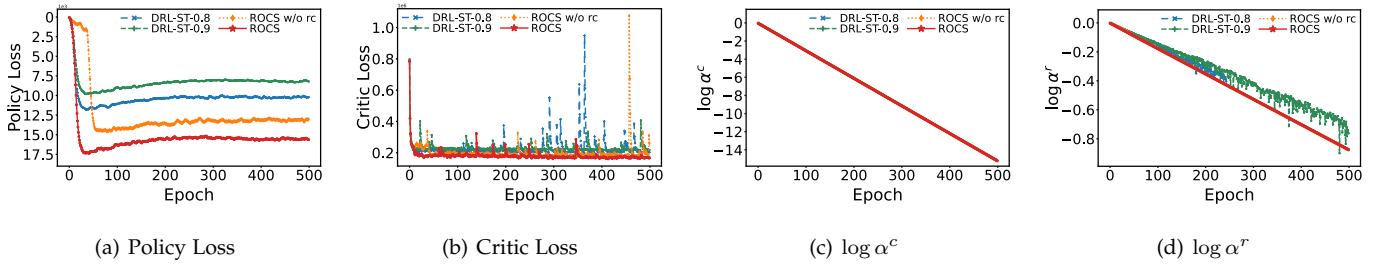 1e3
0
2.5
5.0
7.5
10.0
12.5
15.0
17.5
0 100 200 300 400 500
Policy Loss
Epoch
DRL-ST-0.8
DRL-ST-0.9
ROCS w/o rc
ROCS
(a) Policy Loss
1e6
1.0
0.8
0.6
0.4
0.2
0 100 200 300 400 500
Critic Loss
Epoch
DRL-ST-0.8
DRL-ST-0.9
ROCS w/o rc
ROCS
(b) Critic Loss
0
−2
−4
−6
−8
−10
−12
−14
0 100 200 300 400 500
log α^c
Epoch
DRL-ST-0.8
DRL-ST-0.9
ROCS w/o rc
ROCS
(c) log α^c
0.0
−0.2
−0.4
−0.6
−0.8
0 100 200 300 400 500
log α^r
Epoch
DRL-ST-0.8
DRL-ST-0.9
ROCS w/o rc
ROCS
(d) log α^r